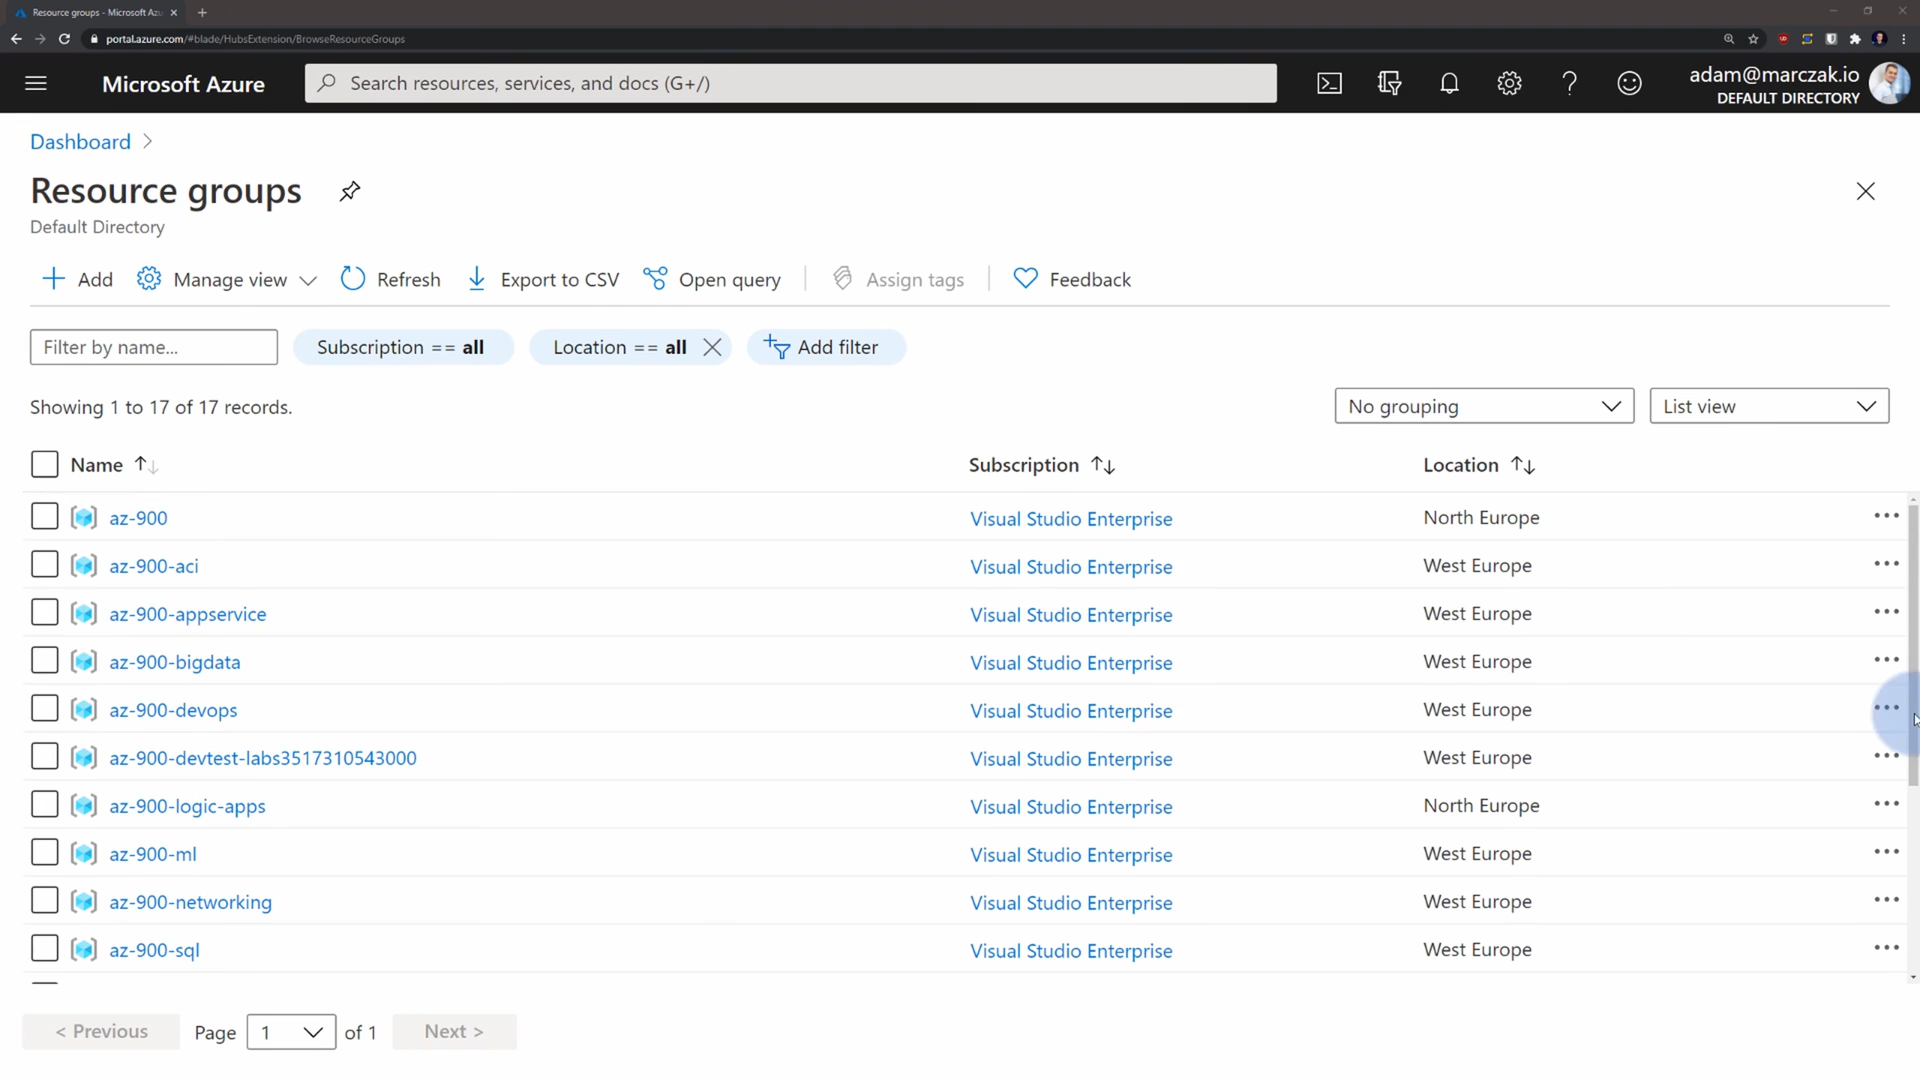 Resource groups - Microsoft Azu
portal.azure.com/#blade/HubsExtension/BrowseResourceGroups
Microsoft Azure
Search resources, services, and docs (G+/)
adam@marczak.io
DEFAULT DIRECTORY
Dashboard
Resource groups
Default Directory
Add
Manage view
Refresh
Export to CSV
Open query
Assign tags
Feedback
Filter by name...
Subscription == all
Location == all
Add filter
Showing 1 to 17 of 17 records.
No grouping
List view
Name
Subscription
Location
az-900 Visual Studio Enterprise North Europe
az-900-aci Visual Studio Enterprise West Europe
az-900-appservice Visual Studio Enterprise West Europe
az-900-bigdata Visual Studio Enterprise West Europe
az-900-devops Visual Studio Enterprise West Europe
az-900-devtest-labs3517310543000 Visual Studio Enterprise West Europe
az-900-logic-apps Visual Studio Enterprise North Europe
az-900-ml Visual Studio Enterprise West Europe
az-900-networking Visual Studio Enterprise West Europe
az-900-sql Visual Studio Enterprise West Europe
< Previous Page 1 of 1 Next >